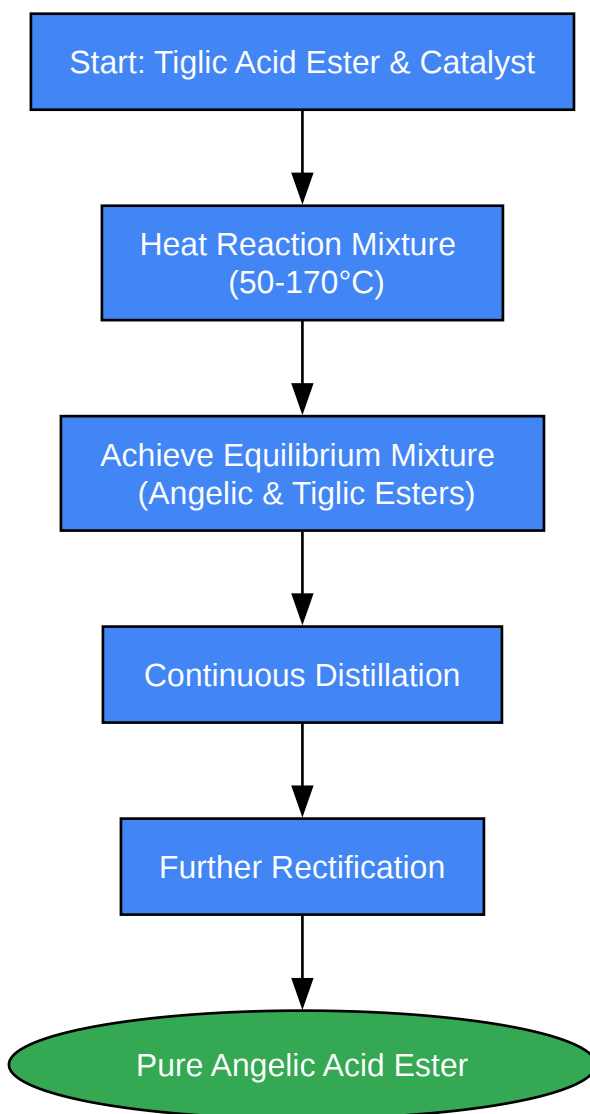 Start: Tiglic Acid Ester & Catalyst
Heat Reaction Mixture
(50-170°C)
Achieve Equilibrium Mixture
(Angelic & Tiglic Esters)
Continuous Distillation
Further Rectification
Pure Angelic Acid Ester